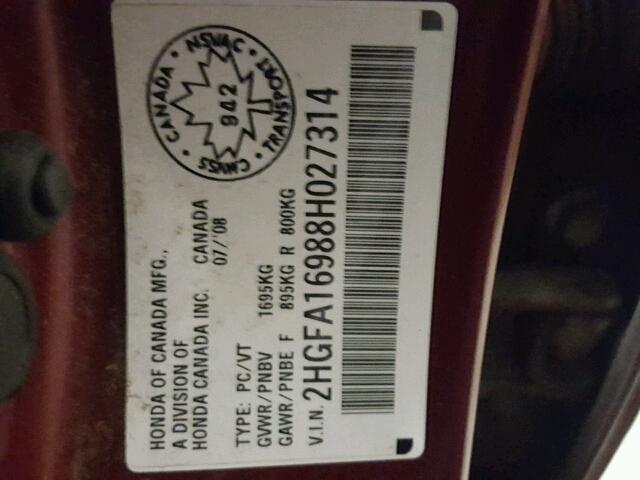 HONDA OF CANADA MFG.,
A DIVISION OF
HONDA CANADA INC. CANADA
07/'08
TYPE: PC/VT
GVWR/PNBV 1695KG
GAWR/PNBE F 895KG R 800KG
V.I.N. 2HGFA16988H027314
CANADA • NSVAC • TRANSPORT • CMVSS
942